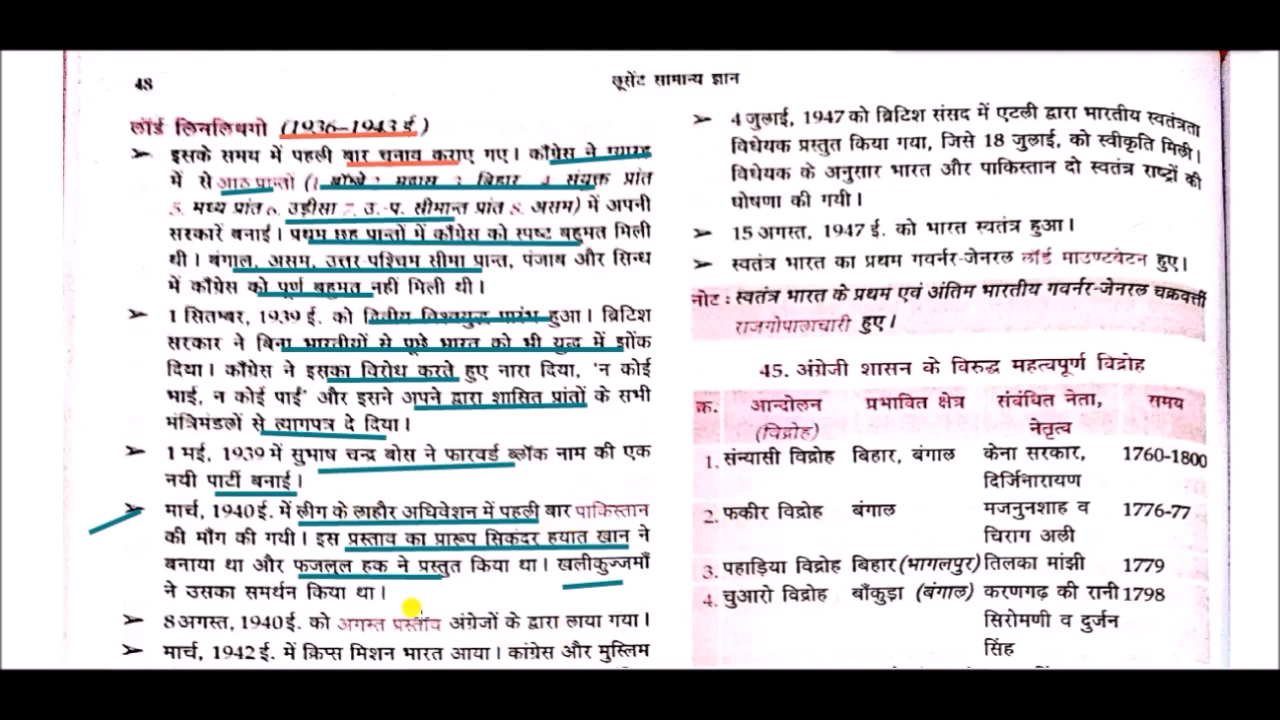 48
लूसेंट सामान्य ज्ञान
लॉर्ड लिनलिथगो (1936–1943 ई.)
➢ इसके समय में पहली बार चुनाव कराए गए। काँग्रेस ने ग्यारह
में से आठ प्रान्तों (1. बॉम्बे 2. मद्रास 3. बिहार 4. संयुक्त प्रांत
5. मध्य प्रांत 6. उड़ीसा 7. उ.-प. सीमान्त प्रांत 8. असम) में अपनी
सरकारें बनाई। प्रथम छह प्रान्तों में काँग्रेस को स्पष्ट बहुमत मिली
थी। बंगाल, असम, उत्तर पश्चिम सीमा प्रान्त, पंजाब और सिन्ध
में काँग्रेस को पूर्ण बहुमत नहीं मिली थी।
➢ 1 सितम्बर, 1939 ई. को द्वितीय विश्वयुद्ध प्रारंभ हुआ। ब्रिटिश
सरकार ने बिना भारतीयों से पूछे भारत को भी युद्ध में झोंक
दिया। काँग्रेस ने इसका विरोध करते हुए नारा दिया, 'न कोई
भाई, न कोई पाई' और इसने अपने द्वारा शासित प्रांतों के सभी
मंत्रिमंडलों से त्यागपत्र दे दिया।
➢ 1 मई, 1939 में सुभाष चन्द्र बोस ने फारवर्ड ब्लॉक नाम की एक
नयी पार्टी बनाई।
➢ मार्च, 1940 ई. में लीग के लाहौर अधिवेशन में पहली बार पाकिस्तान
की माँग की गयी। इस प्रस्ताव का प्रारूप सिकंदर हयात खान ने
बनाया था और फजलुल हक ने प्रस्तुत किया था। खलीकुज्जमाँ
ने उसका समर्थन किया था।
➢ 8 अगस्त, 1940 ई. को अगस्त प्रस्ताव अंग्रेजों के द्वारा लाया गया।
➢ मार्च, 1942 ई. में क्रिप्स मिशन भारत आया। कांग्रेस और मुस्लिम
➢ 4 जुलाई, 1947 को ब्रिटिश संसद में एटली द्वारा भारतीय स्वतंत्रता
विधेयक प्रस्तुत किया गया, जिसे 18 जुलाई, को स्वीकृति मिली।
विधेयक के अनुसार भारत और पाकिस्तान दो स्वतंत्र राष्ट्रों की
घोषणा की गयी।
➢ 15 अगस्त, 1947 ई. को भारत स्वतंत्र हुआ।
➢ स्वतंत्र भारत का प्रथम गवर्नर-जेनरल लॉर्ड माउण्टबेटन हुए।
नोट : स्वतंत्र भारत के प्रथम एवं अंतिम भारतीय गवर्नर-जेनरल चक्रवर्ती
राजगोपालाचारी हुए।
45. अंग्रेजी शासन के विरुद्ध महत्वपूर्ण विद्रोह
क्र. आन्दोलन प्रभावित क्षेत्र संबंधित नेता, समय
(विद्रोह) नेतृत्व
1. संन्यासी विद्रोह बिहार, बंगाल केना सरकार, 1760-1800
दिर्जिनारायण
2. फकीर विद्रोह बंगाल मजनुनशाह व 1776-77
चिराग अली
3. पहाड़िया विद्रोह बिहार (भागलपुर) तिलका मांझी 1779
4. चुआरो विद्रोह बाँकुड़ा (बंगाल) करणगढ़ की रानी 1798
सिरोमणी व दुर्जन
सिंह